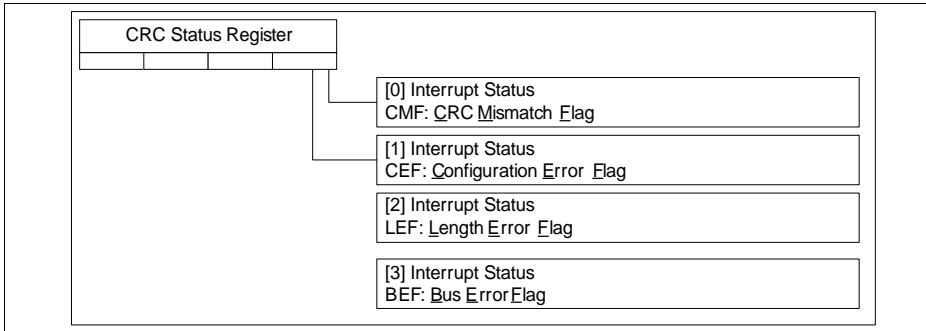 CRC Status Register
[0] Interrupt Status
CMF: CRC Mismatch Flag
[1] Interrupt Status
CEF: Configuration Error Flag
[2] Interrupt Status
LEF: Length Error Flag
[3] Interrupt Status
BEF: Bus Error Flag